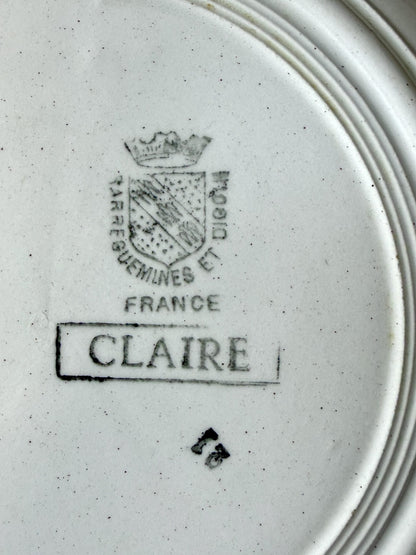 SARREGUEMINES ET DIGOIN
FRANCE
CLAIRE